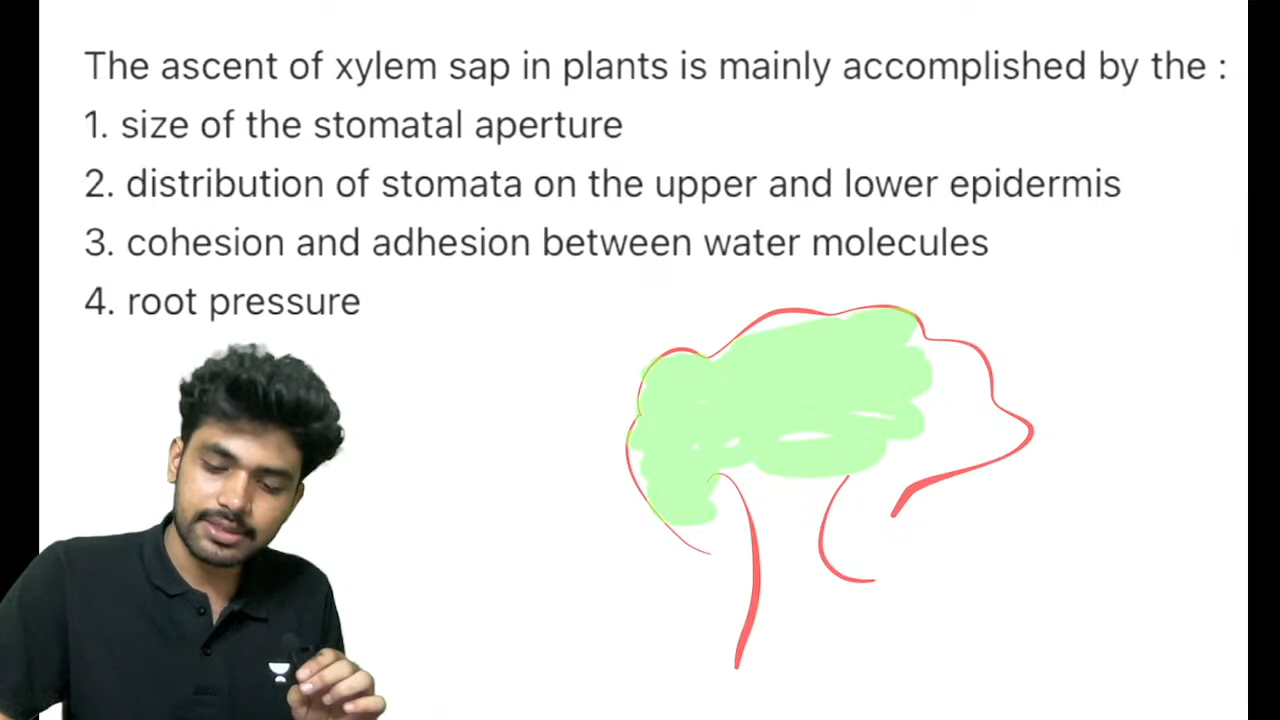 The ascent of xylem sap in plants is mainly accomplished by the :
1. size of the stomatal aperture
2. distribution of stomata on the upper and lower epidermis
3. cohesion and adhesion between water molecules
4. root pressure